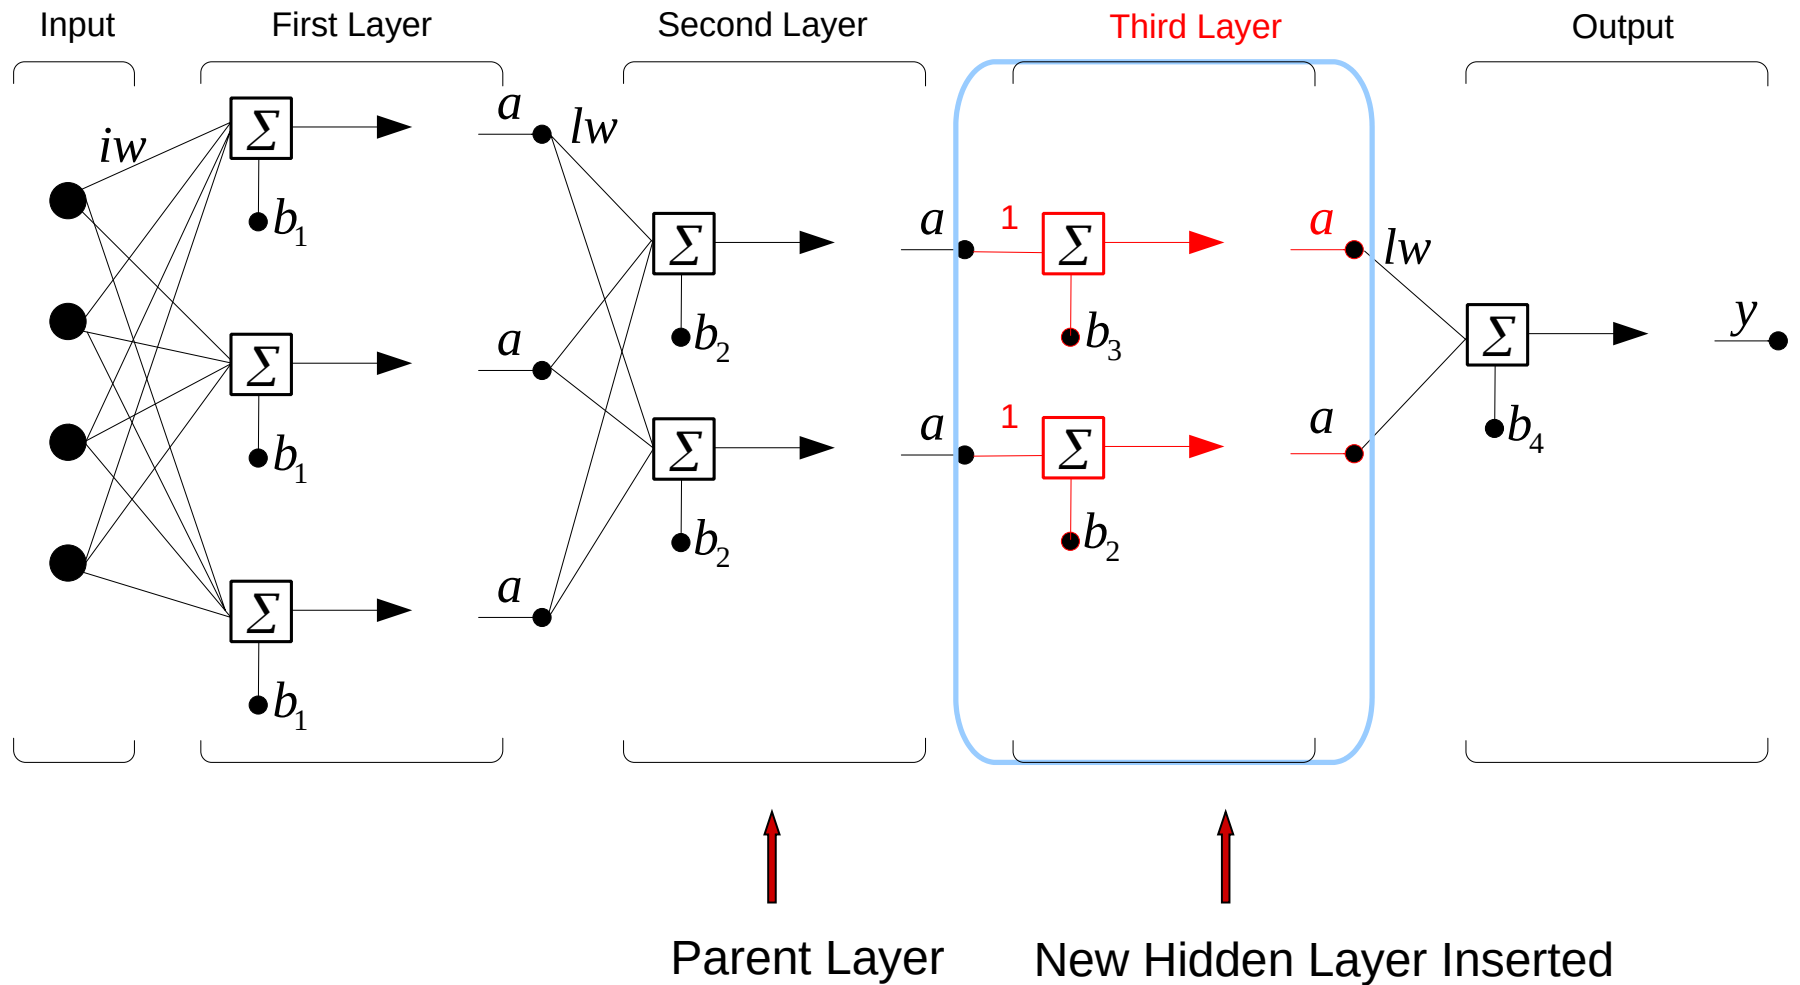 Input
First Layer
Second Layer
Third Layer
Output
iw
Σ
b1
a
lw
Σ
b1
a
Σ
b1
a
Σ
b2
a
Σ
b2
a
1
Σ
b3
a
lw
1
Σ
b2
a
Σ
b4
y
Parent Layer
New Hidden Layer Inserted